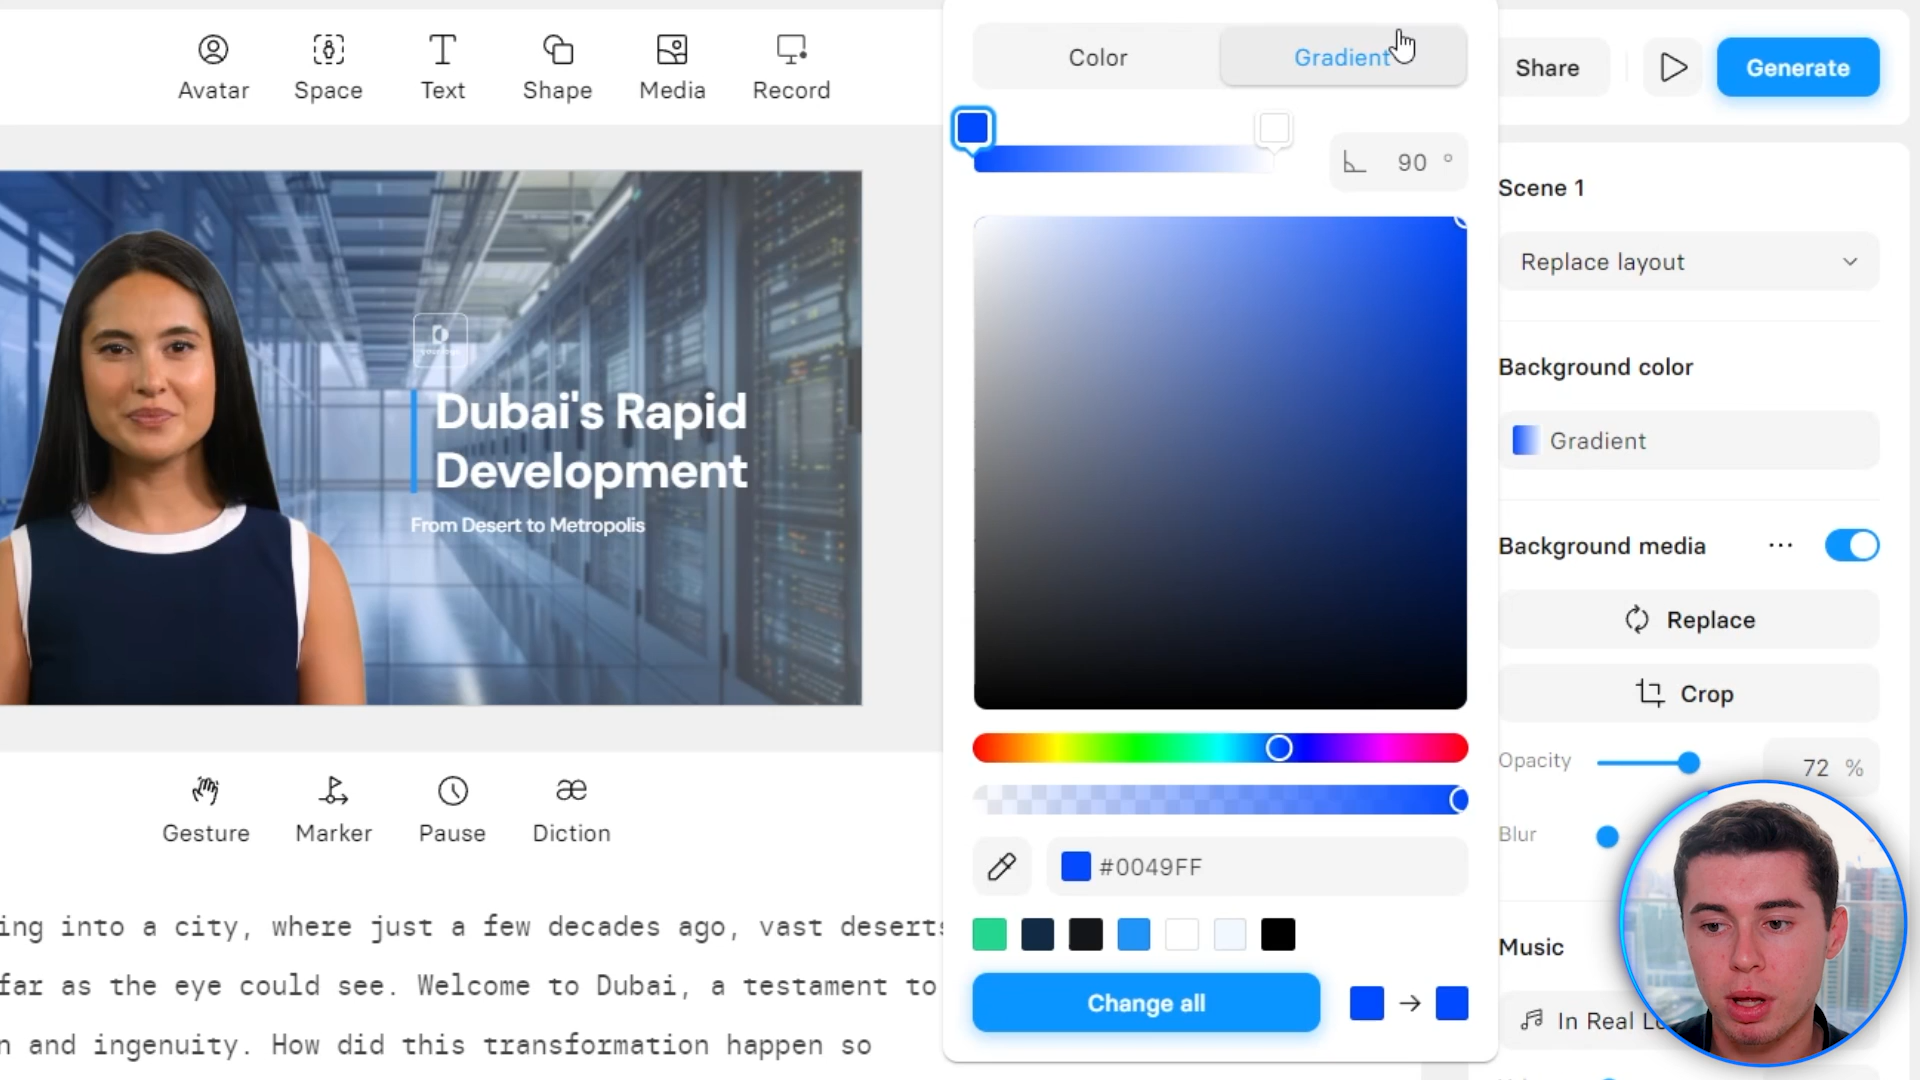 Avatar
Space
Text
Shape
Media
Record
Color
Gradient
Share
Generate
90 °
Scene 1
Replace layout
Background color
Gradient
Background media
Replace
Crop
Opacity
72 %
Blur
Music
In Real
Dubai's Rapid
Development
From Desert to Metropolis
Gesture
Marker
Pause
æ
Diction
#0049FF
Change all
ing into a city, where just a few decades ago, vast deserts
far as the eye could see. Welcome to Dubai, a testament to
n and ingenuity. How did this transformation happen so